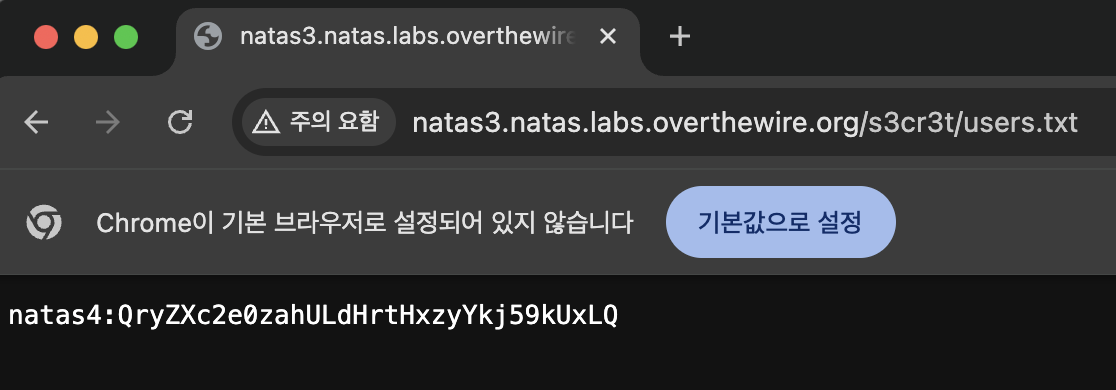 natas3.natas.labs.overthewire
주의 요함
natas3.natas.labs.overthewire.org/s3cr3t/users.txt
Chrome이 기본 브라우저로 설정되어 있지 않습니다
기본값으로 설정
natas4:QryZXc2e0zahULdHrtHxzyYkj59kUxLQ